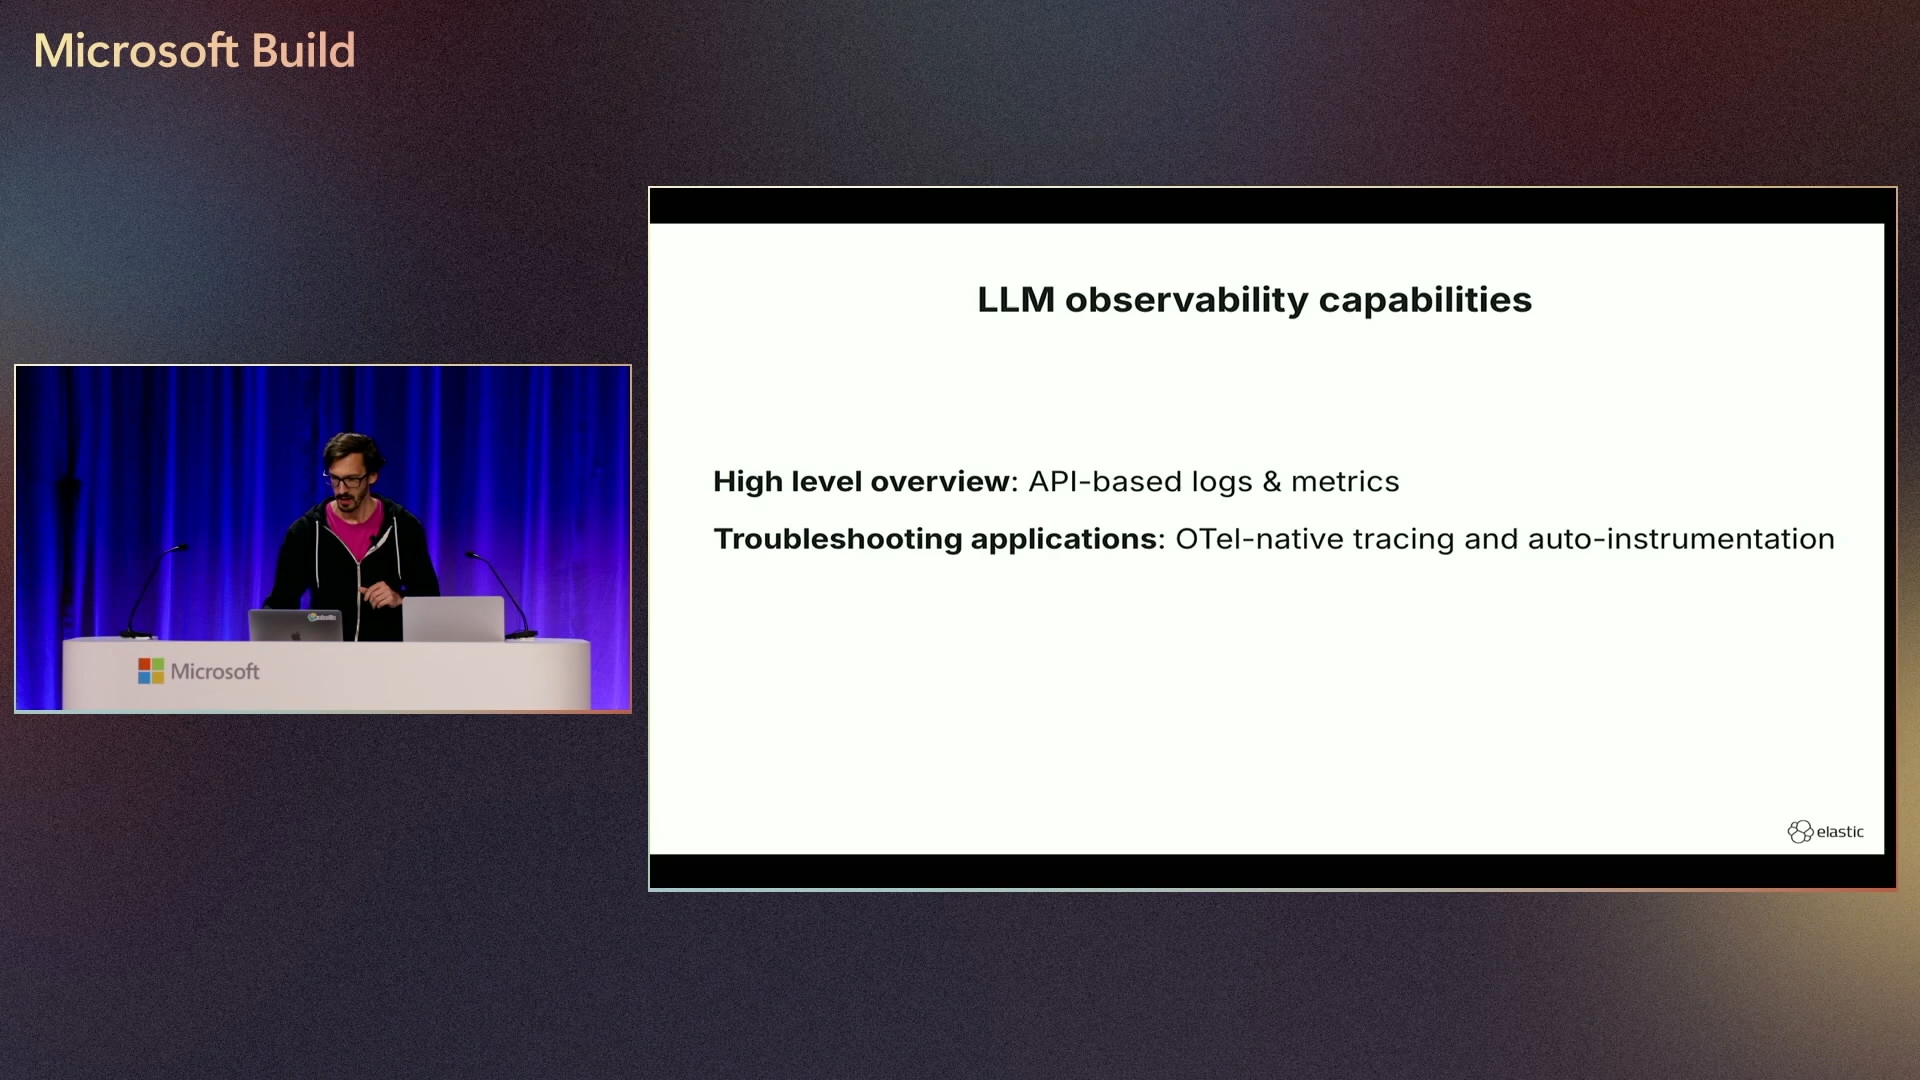 Microsoft Build
LLM observability capabilities
High level overview: API-based logs & metrics
Troubleshooting applications: OTel-native tracing and auto-instrumentation
elastic
Microsoft